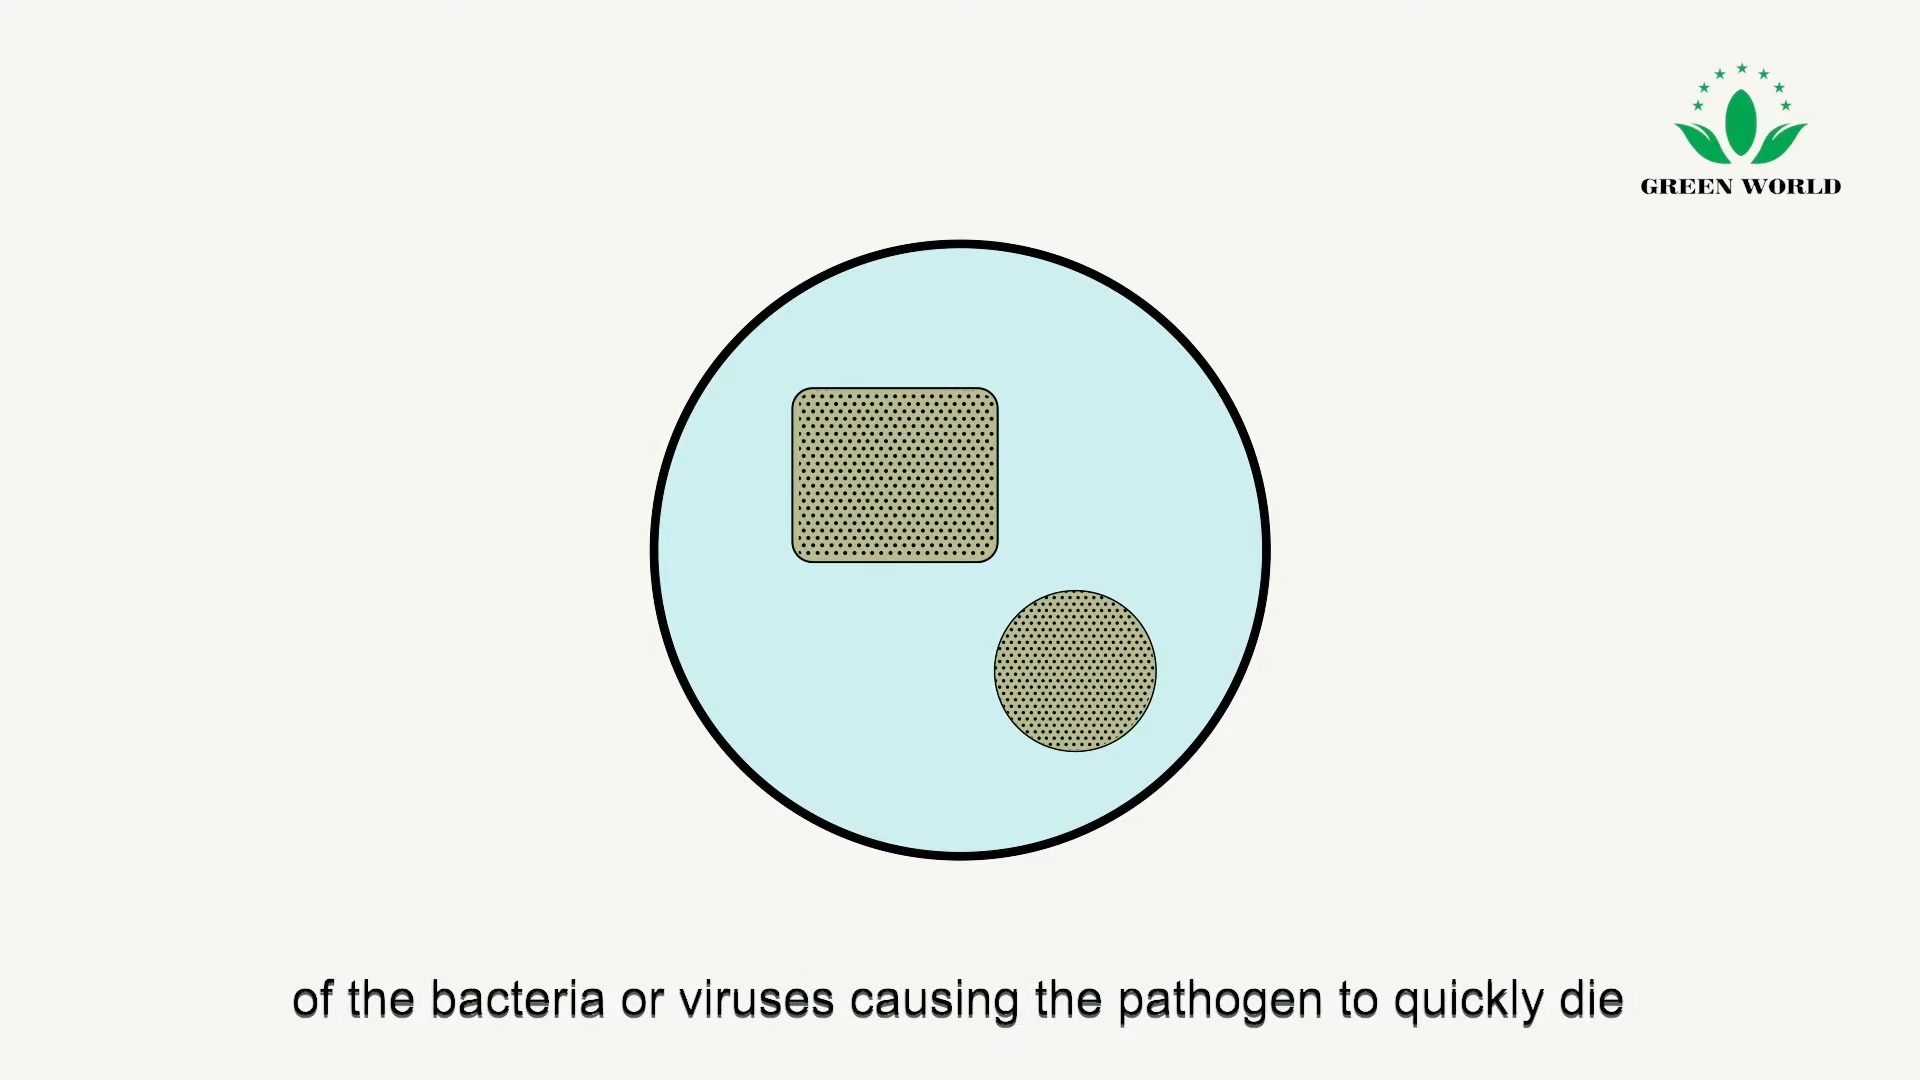 GREEN WORLD
of the bacteria or viruses causing the pathogen to quickly die